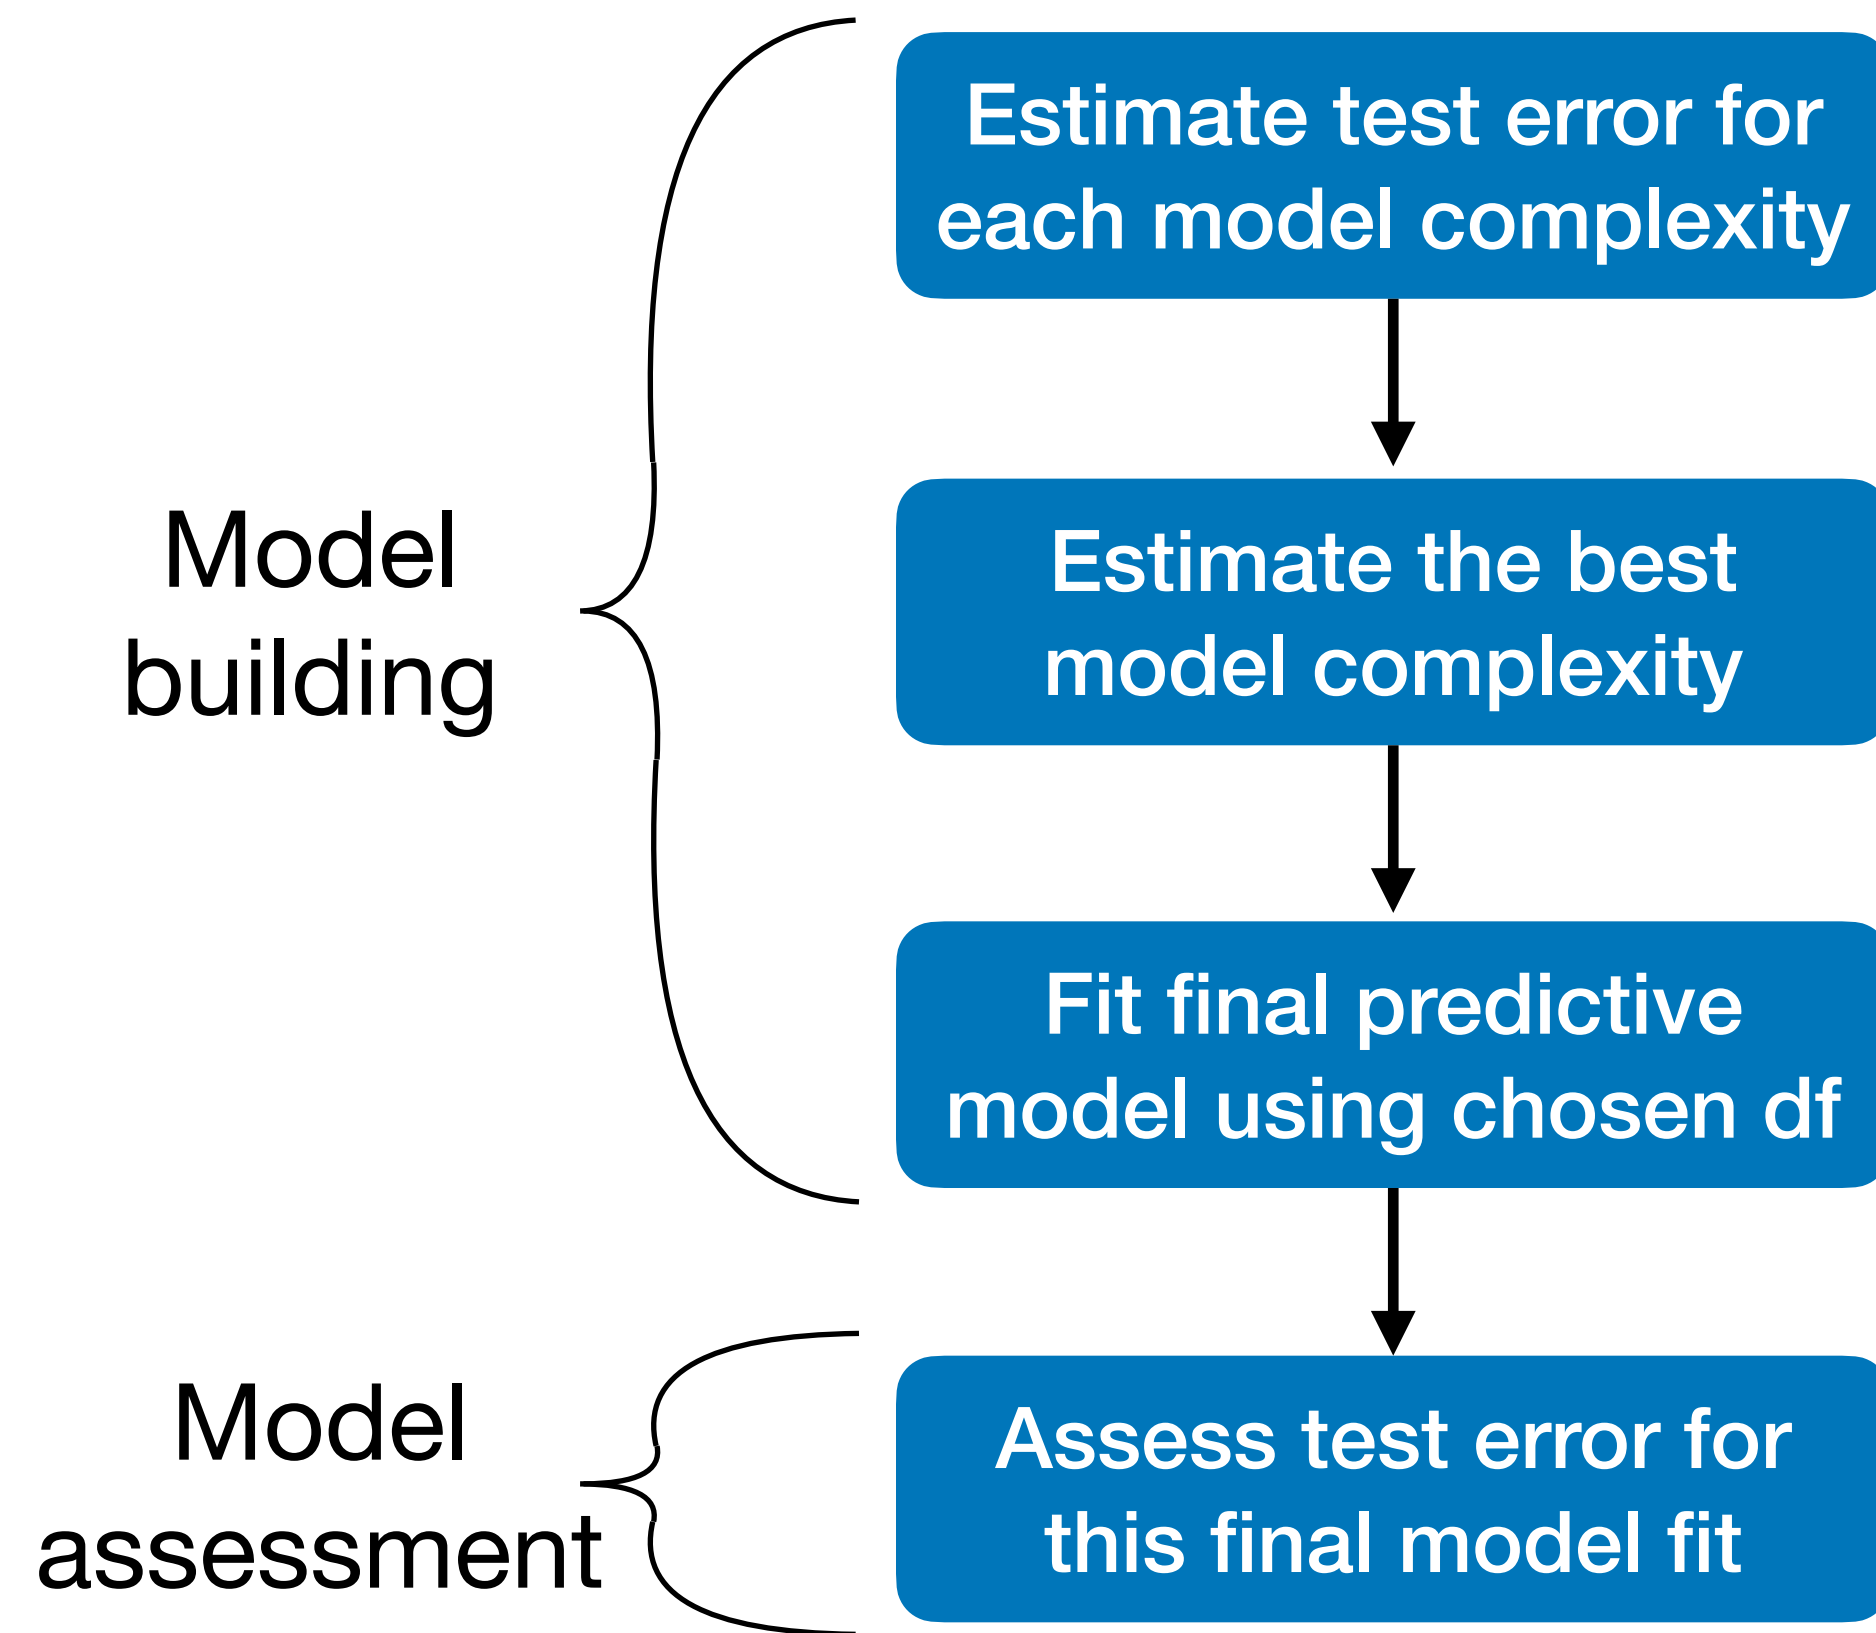 Estimate test error for
each model complexity
Estimate the best
model complexity
Model
building
Fit final predictive
model using chosen df
Assess test error for
this final model fit
Model
assessment